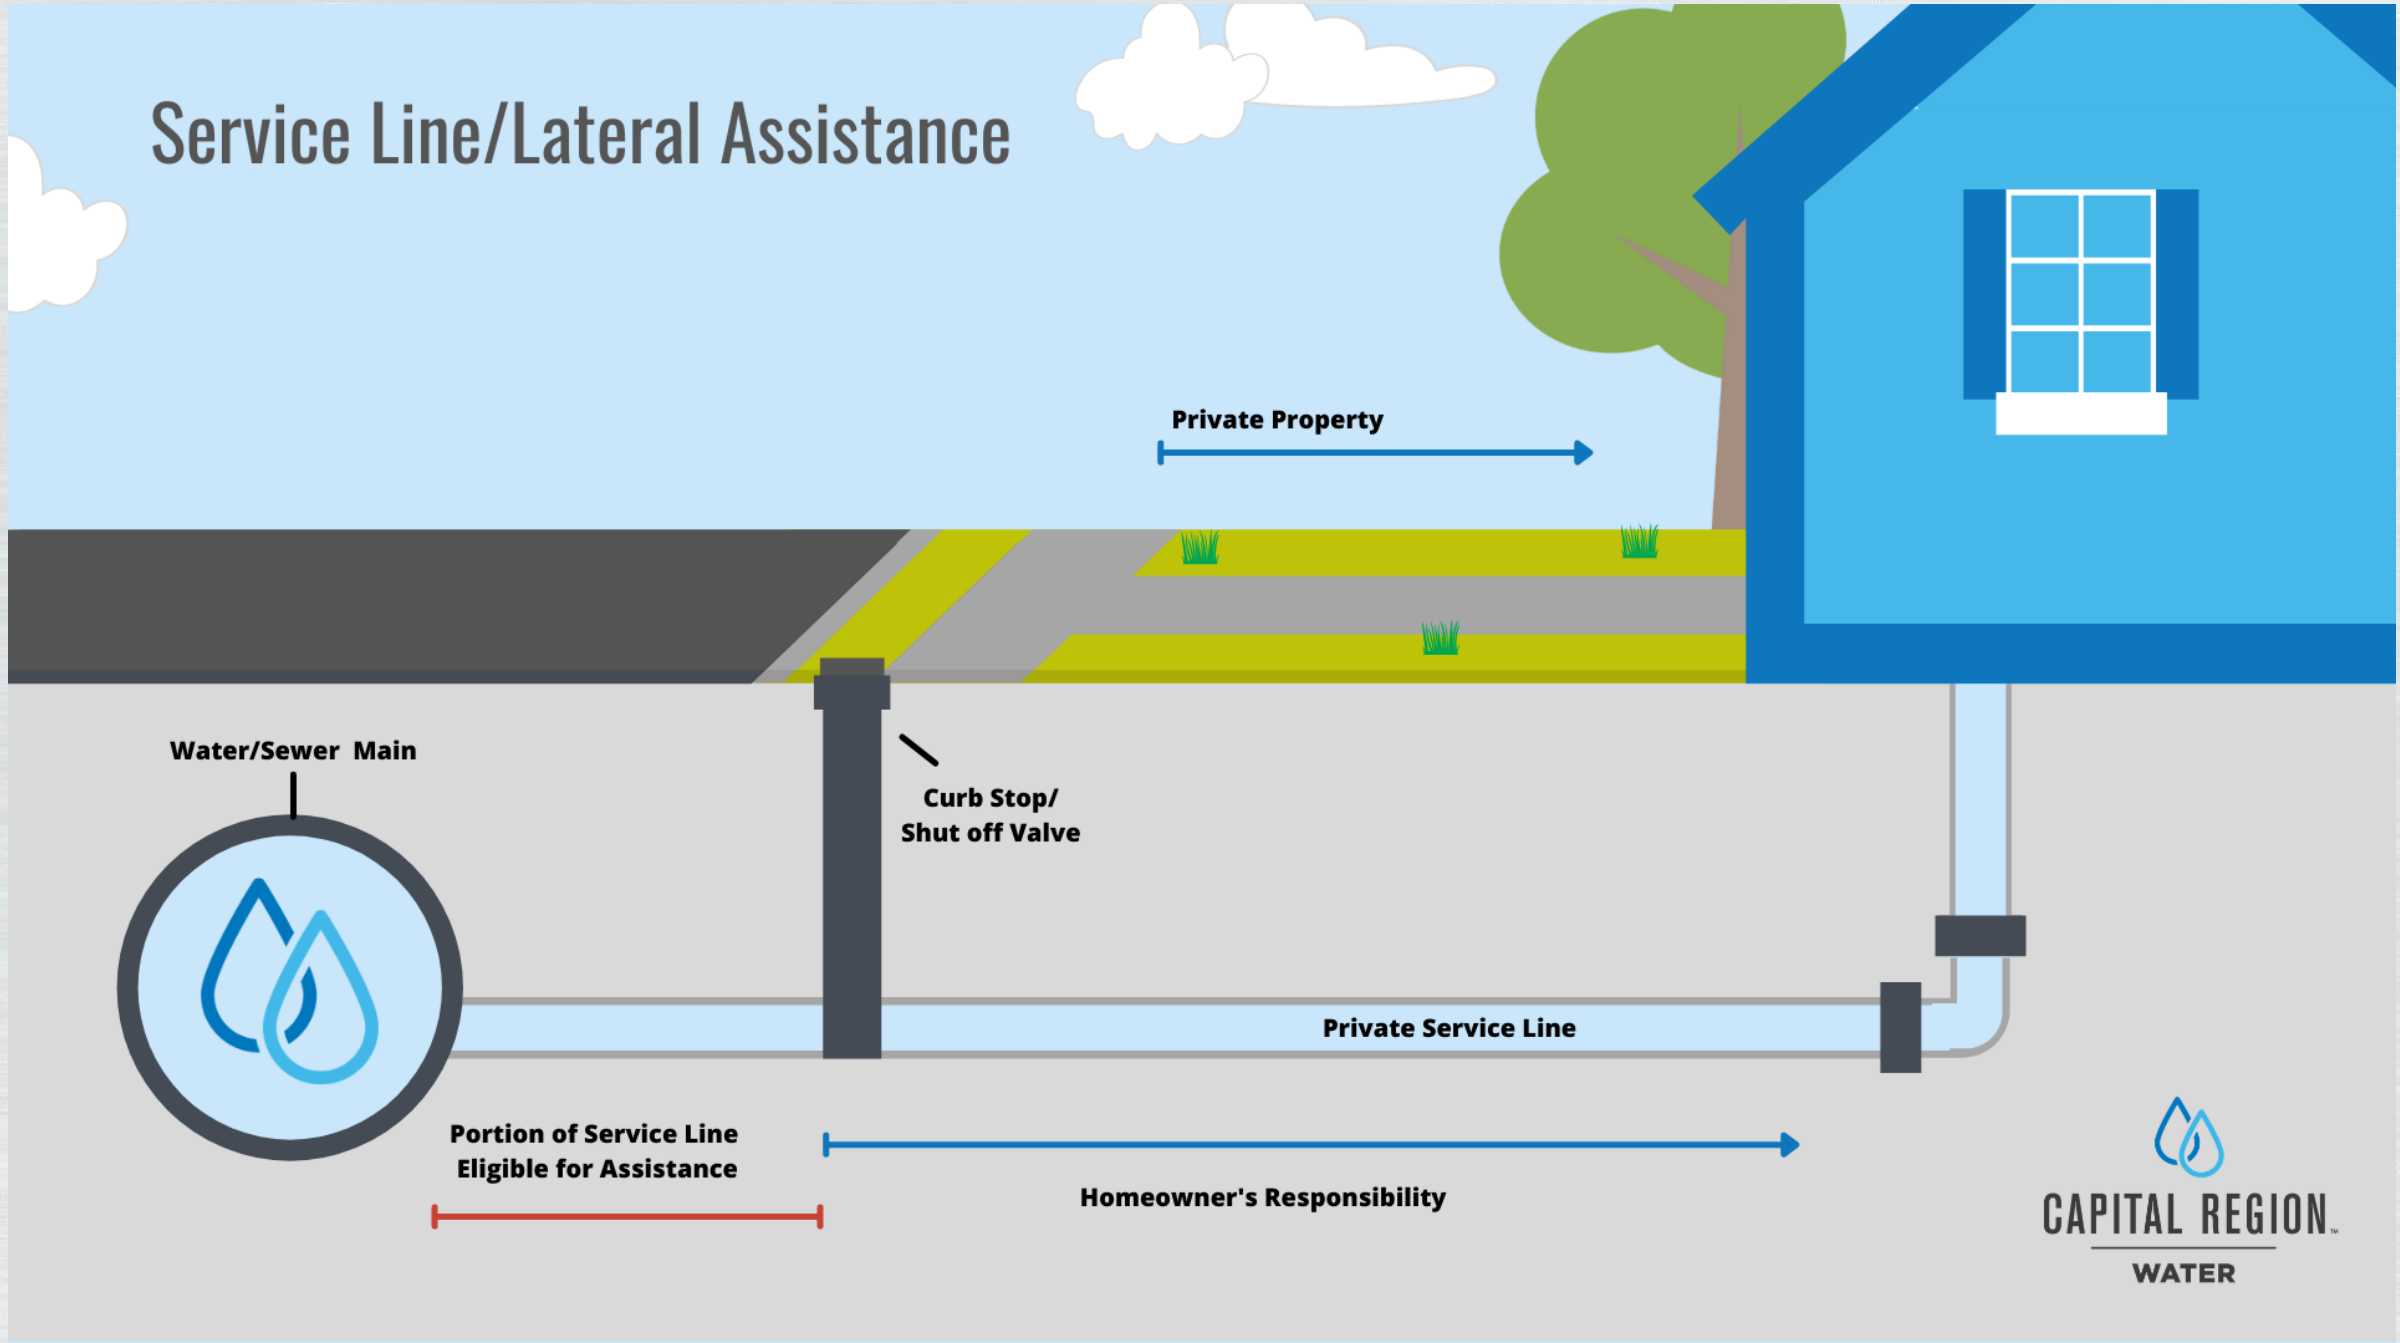 Service Line/Lateral Assistance
Private Property
Water/Sewer Main
Curb Stop/
Shut off Valve
Private Service Line
Portion of Service Line
Eligible for Assistance
Homeowner's Responsibility
CAPITAL REGION™
WATER